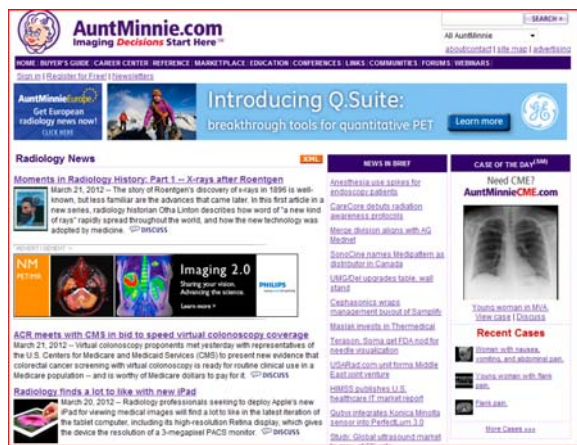 AuntMinnie.com
Imaging Decisions Start Here
SEARCH »
All AuntMinnie
about/contact | site map | advertising
HOME | BUYER'S GUIDE | CAREER CENTER | REFERENCE | MARKETPLACE | EDUCATION | CONFERENCES | LINKS | COMMUNITIES | FORUMS | WEBINARS
Sign in | Register for Free! | Newsletters
AuntMinnieEurope
Get European
radiology news now!
CLICK HERE
Introducing Q.Suite:
breakthrough tools for quantitative PET
Learn more
Radiology News
XML
Moments in Radiology History: Part 1 -- X-rays after Roentgen
March 21, 2012 -- The story of Roentgen's discovery of x-rays in 1896 is well-
known, but less familiar are the advances that came later. In this first article in a
new series, radiology historian Otha Linton describes how word of "a new kind
of rays" rapidly spread throughout the world, and how the new technology was
adopted by medicine. DISCUSS
ADVERTISEMENT
NM
PET/MR
Imaging 2.0
Sharing your vision.
Advancing the science.
Learn more
PHILIPS
ACR meets with CMS in bid to speed virtual colonoscopy coverage
March 21, 2012 -- Virtual colonoscopy proponents met yesterday with representatives of
the U.S. Centers for Medicare and Medicaid Services (CMS) to present new evidence that
colorectal cancer screening with virtual colonoscopy is ready for routine clinical use in a
Medicare population -- and is worthy of Medicare dollars to pay for it. DISCUSS
Radiology finds a lot to like with new iPad
March 20, 2012 -- Radiology professionals seeking to deploy Apple's new
iPad for viewing medical images will find a lot to like in the latest iteration of
the tablet computer, including its high-resolution Retina display, which gives
the device the resolution of a 3-megapixel PACS monitor. DISCUSS
NEWS IN BRIEF
Anesthesia use spikes for
endoscopy patients
CareCore debuts radiation
awareness protocols
Merge division aligns with AG
Mednet
SonoCine names Medipattern as
distributor in Canada
UMG/Del upgrades table, wall
stand
Cephasonics wraps
management buyout of Samplify
Maslak invests in Thermedical
Terason, Soma get FDA nod for
needle visualization
USARad.com unit forms Middle
East joint venture
HIMSS publishes U.S.
healthcare IT market report
Qubyx integrates Konica Minolta
sensor into PerfectLum 3.0
Study: Global ultrasound market
CASE OF THE DAY(SM)
Need CME?
AuntMinnieCME.com
Young woman in MVA.
View case | Discuss
Recent Cases
Woman with nausea,
vomiting, and abdominal pain.
Young woman with flank
pain.
Flank pain.
More Cases »»»